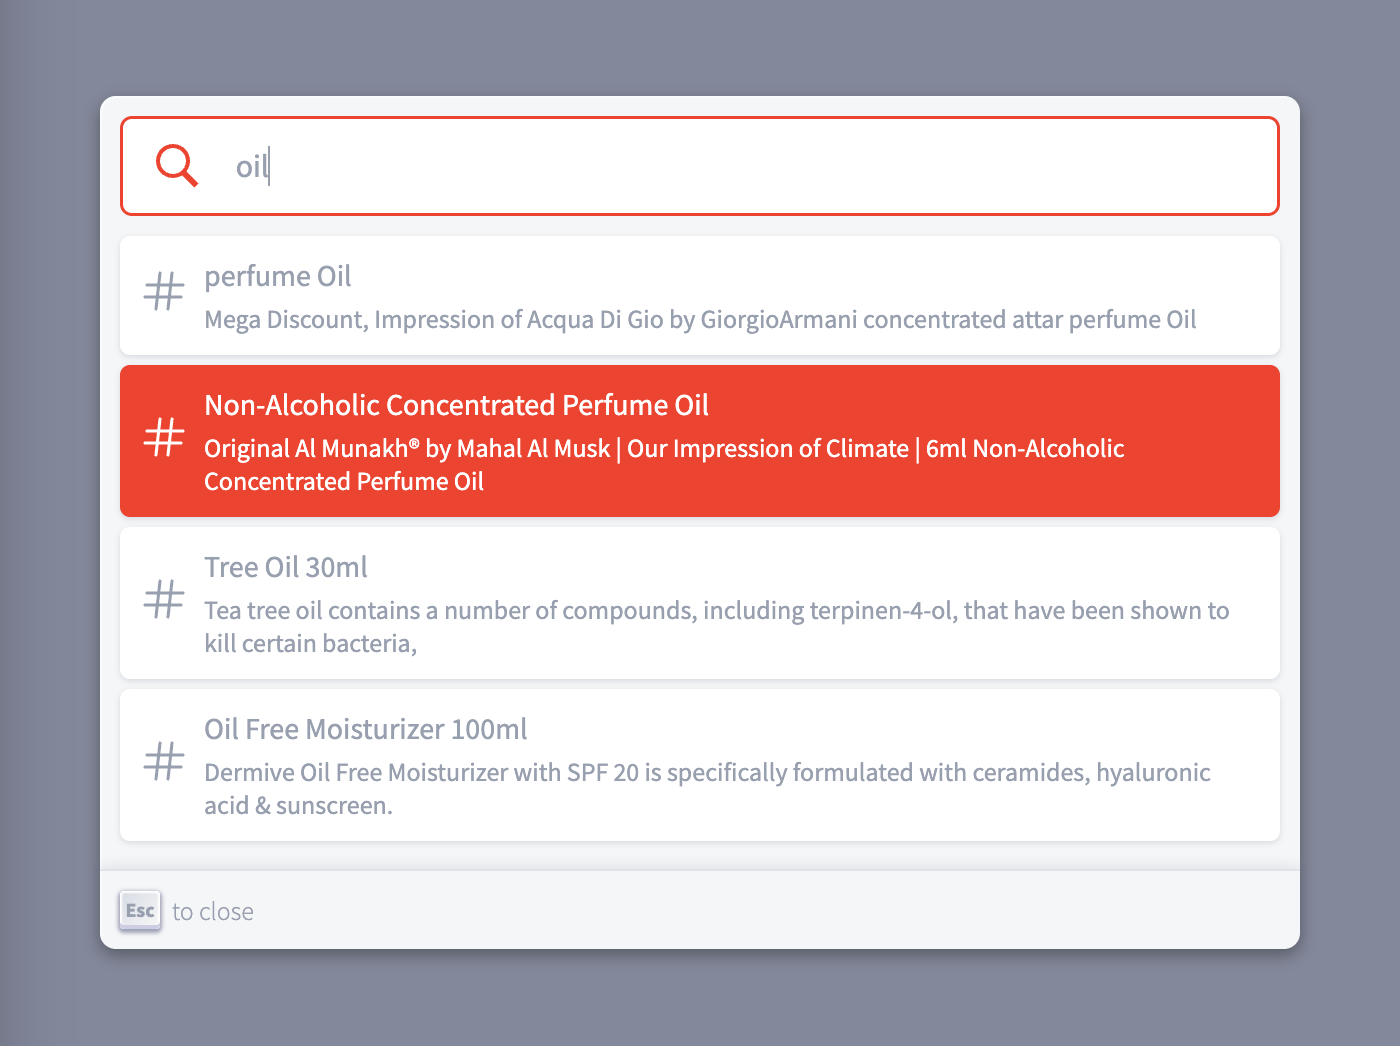 oil
# perfume Oil
Mega Discount, Impression of Acqua Di Gio by GiorgioArmani concentrated attar perfume Oil
# Non-Alcoholic Concentrated Perfume Oil
Original Al Munakh® by Mahal Al Musk | Our Impression of Climate | 6ml Non-Alcoholic
Concentrated Perfume Oil
# Tree Oil 30ml
Tea tree oil contains a number of compounds, including terpinen-4-ol, that have been shown to
kill certain bacteria,
# Oil Free Moisturizer 100ml
Dermive Oil Free Moisturizer with SPF 20 is specifically formulated with ceramides, hyaluronic
acid & sunscreen.
Esc to close